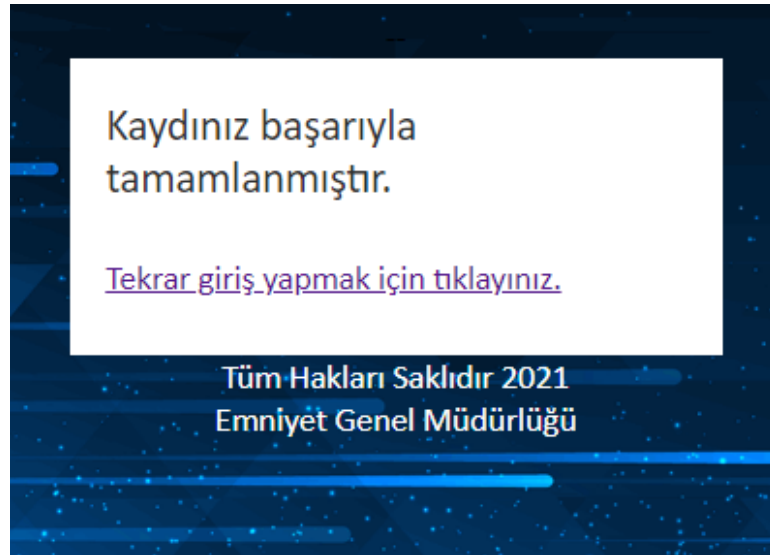 Kaydınız başarıyla
tamamlanmıştır.
Tekrar giriş yapmak için tıklayınız.
Tüm Hakları Saklıdır 2021
Emniyet Genel Müdürlüğü